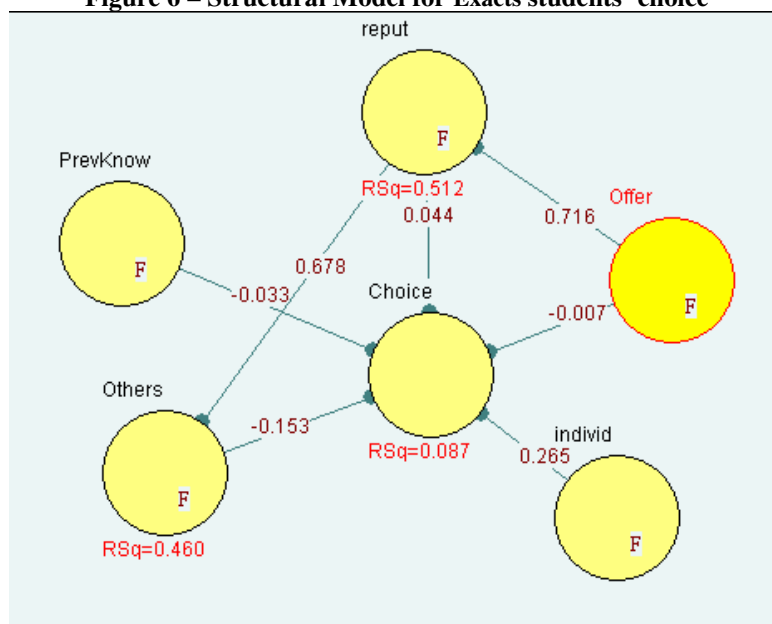 Figure 6 – Structural Model for Exacts students' choice
reput
F
RSq=0.512
PrevKnow
F
Offer
F
0.716
0.044
0.678
-0.033
Choice
-0.007
RSq=0.087
Others
F
RSq=0.460
-0.153
individ
F
0.265